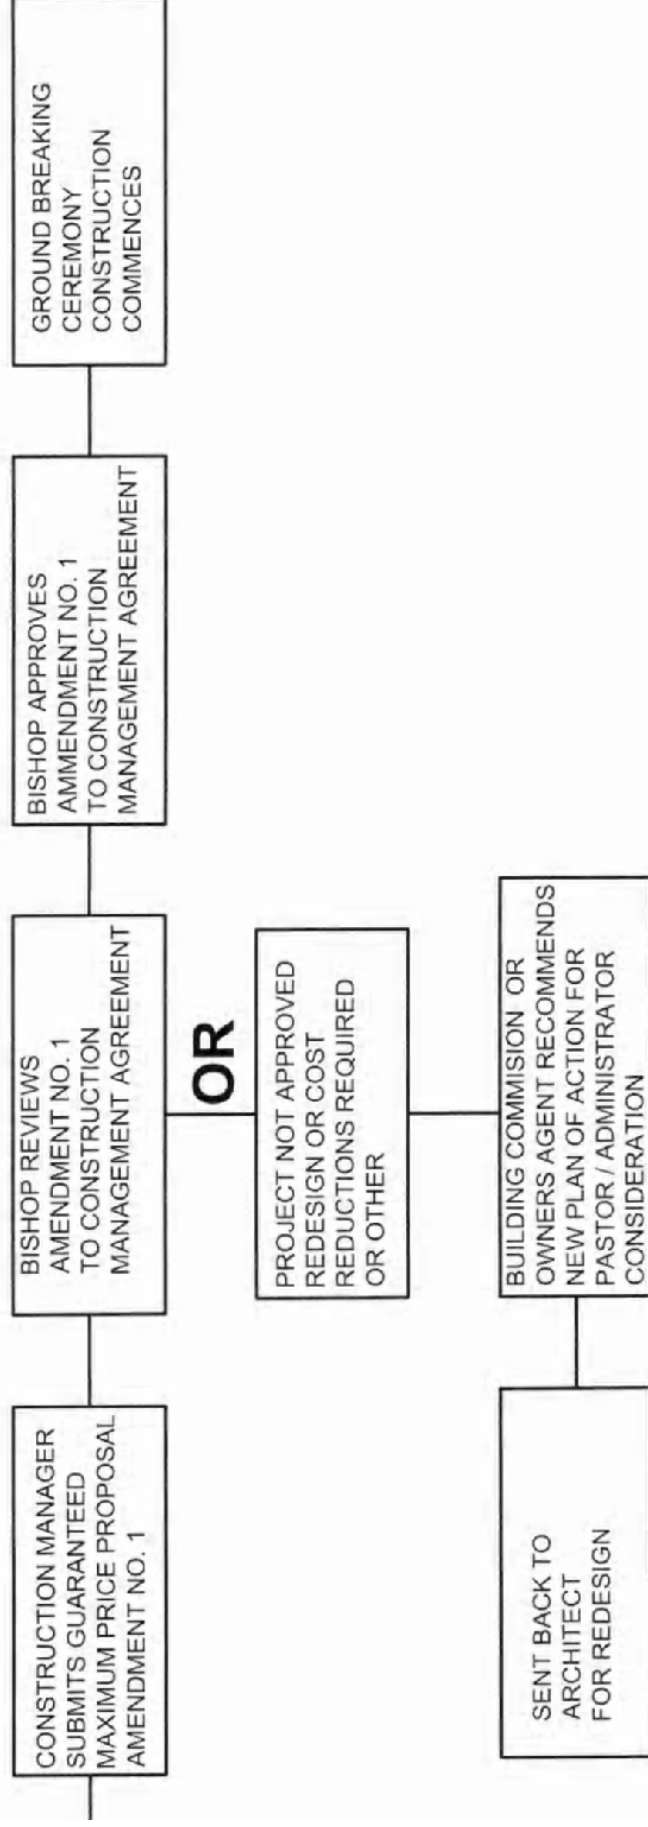 CONSTRUCTION MANAGER
SUBMITS GUARANTEED
MAXIMUM PRICE PROPOSAL
AMENDMENT NO. 1
BISHOP REVIEWS
AMENDMENT NO. 1
TO CONSTRUCTION
MANAGEMENT AGREEMENT
BISHOP APPROVES
AMMENDMENT NO. 1
TO CONSTRUCTION
MANAGEMENT AGREEMENT
GROUND BREAKING
CEREMONY
CONSTRUCTION
COMMENCES
OR
PROJECT NOT APPROVED
REDESIGN OR COST
REDUCTIONS REQUIRED
OR OTHER
SENT BACK TO
ARCHITECT
FOR REDESIGN
BUILDING COMMISION OR
OWNERS AGENT RECOMMENDS
NEW PLAN OF ACTION FOR
PASTOR / ADMINISTRATOR
CONSIDERATION